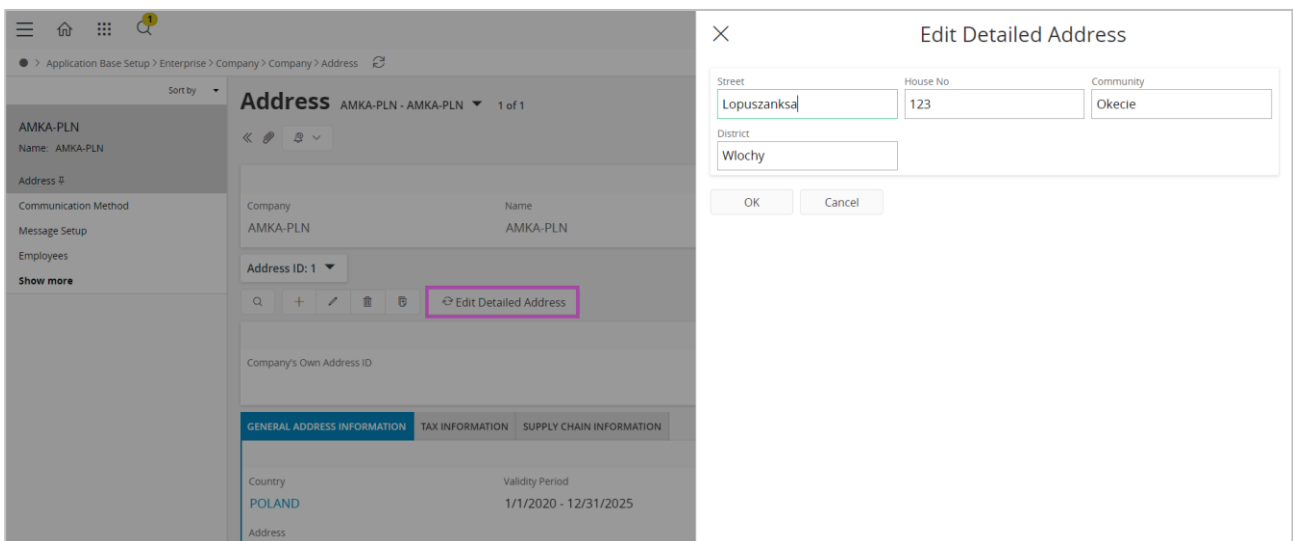 1
Application Base Setup > Enterprise > Company > Company > Address
Sort by
AMKA-PLN
Name: AMKA-PLN
Address
Communication Method
Message Setup
Employees
Show more
Address AMKA-PLN - AMKA-PLN 1 of 1
Company Name
AMKA-PLN AMKA-PLN
Address ID: 1
Edit Detailed Address
Company's Own Address ID
GENERAL ADDRESS INFORMATION TAX INFORMATION SUPPLY CHAIN INFORMATION
Country Validity Period
POLAND 1/1/2020 - 12/31/2025
Address
Edit Detailed Address
Street House No Community
Lopuszanksa 123 Okecie
District
Wlochy
OK Cancel